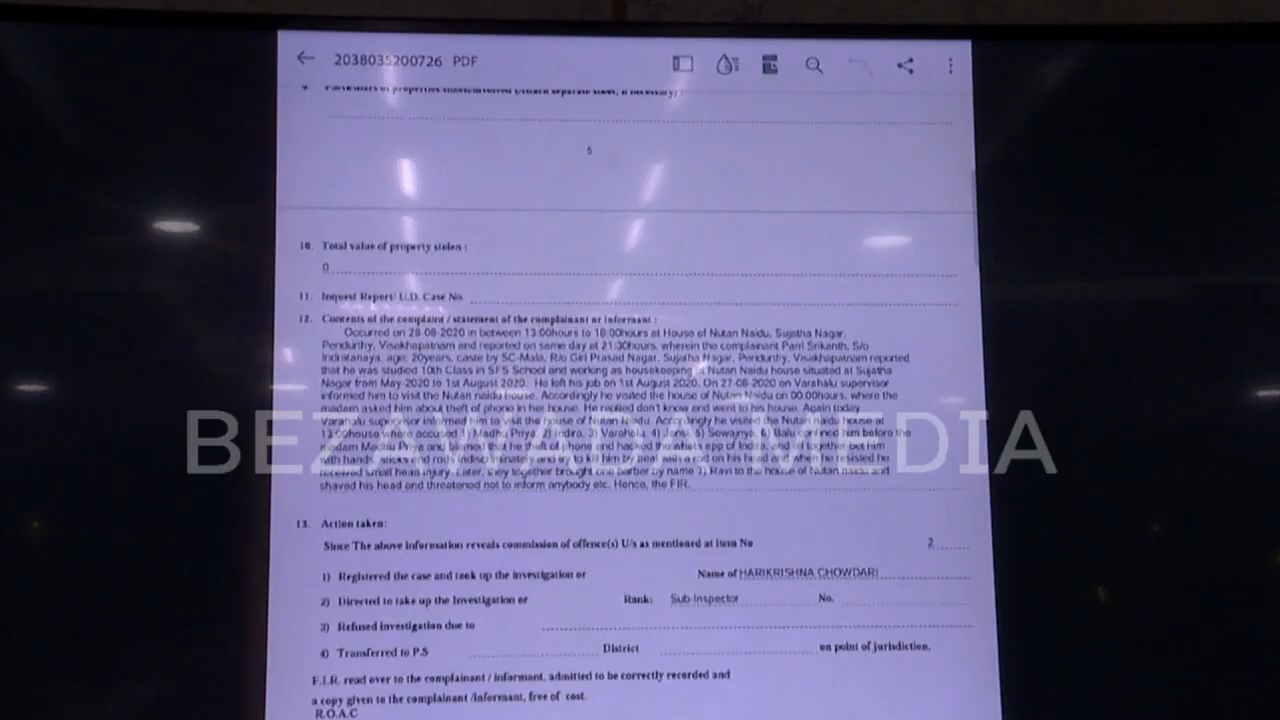 2038035200726 PDF
9. Particulars of properties stolen/involved (Attach separate sheet, if necessary) :
5
10. Total value of property stolen :
0
11. Inquest Report/ U.D. Case No.
12. Contents of the complaint / statement of the complainant or informant :
Occurred on 28-08-2020 in between 13.00hours to 18.00hours at House of Nutan Naidu, Sujatha Nagar,
Pendurthy, Visakhapatnam and reported on same day at 21:30hours, wherein the complainant Parri Srikanth, S/o
Indratanaya, age: 20years, caste by SC-Mala, R/o Giri Prasad Nagar, Sujatha Nagar, Pendurthy, Visakhapatnam reported
that he was studied 10th Class in SFS School and working as housekeeping at Nutan Naidu house situated at Sujatha
Nagar from May-2020 to 1st August 2020. He left his job on 1st August 2020. On 27-08-2020 on Varahalu supervisor
informed him to visit the Nutan naidu house. Accordingly he visited the house of Nutan Naidu on 00.00hours, where the
madam asked him about theft of phone in her house. He replied don't know and went to his house. Again today
Varahalu supervisor informed him to visit the house of Nutan Naidu. Accordingly he visited the Nutan naidu house at
13:00house where accused 1) Madhu Priya, 2) Indira, 3) Varahalu, 4) Jansi, 5) Sowajnya, 6) Balu confined him before the
madam Madhu Priya and blamed that he theft of phone and hacked the whats app of Indira, and of together bet him
with hands, sticks and rods indiscriminately and try to kill him by beat with a rod on his head and when he resisted he
received small head injury. Later, they together brought one barber by name 7) Ravi to the house of Nutan naidu and
shaved his head and threatened not to inform anybody etc. Hence, the FIR.
BEZAWADA MEDIA
13. Action taken:
Since The above information reveals commission of offence(s) U/s as mentioned at Item No 2
1) Registered the case and took up the investigation or Name of HARIKRISHNA CHOWDARI
2) Directed to take up the Investigation or Rank: Sub-Inspector No.
3) Refused investigation due to
4) Transferred to P.S District on point of jurisdiction.
F.I.R. read over to the complainant / informant, admitted to be correctly recorded and
a copy given to the complainant /informant, free of cost.
R.O.A.C